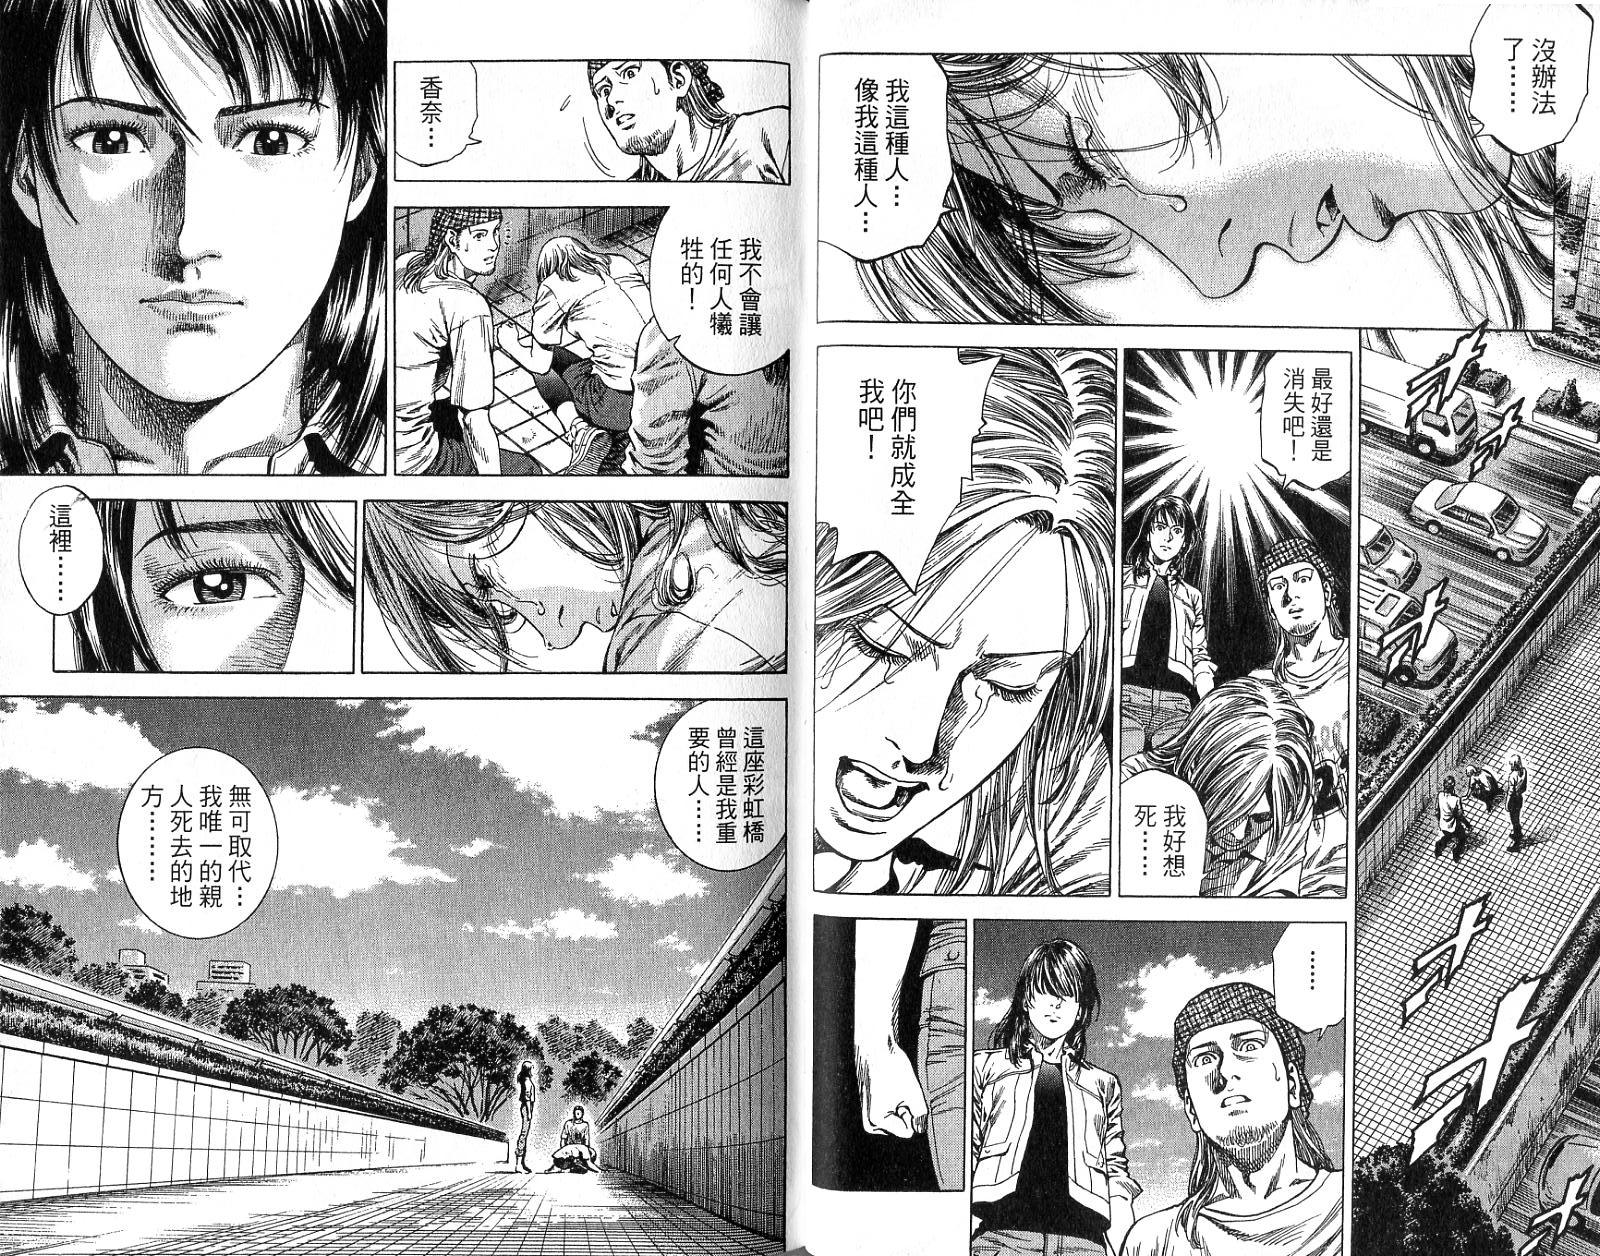 沒辦法
了……
我這種人…
像我這種人…
最好還是
消失吧！
你們就成全
我吧！
我好想
死……
……
香奈…
我不會讓
任何人犧
牲的！
這裡……
這座彩虹橋
曾經是我重
要的人……
無可取代…
我唯一的親
人死去的地
方…………